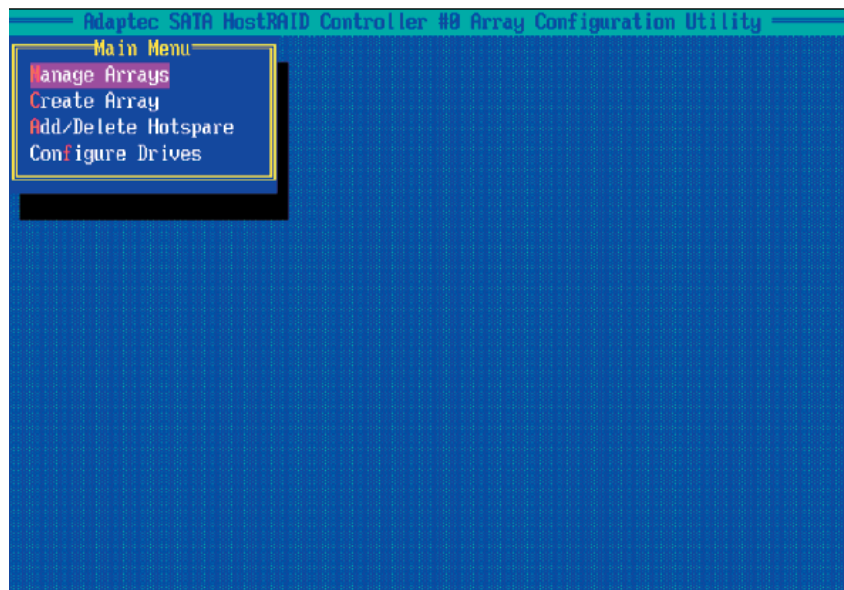 Adaptec SATA HostRAID Controller #0 Array Configuration Utility
Main Menu
Manage Arrays
Create Array
Add/Delete Hotspare
Configure Drives